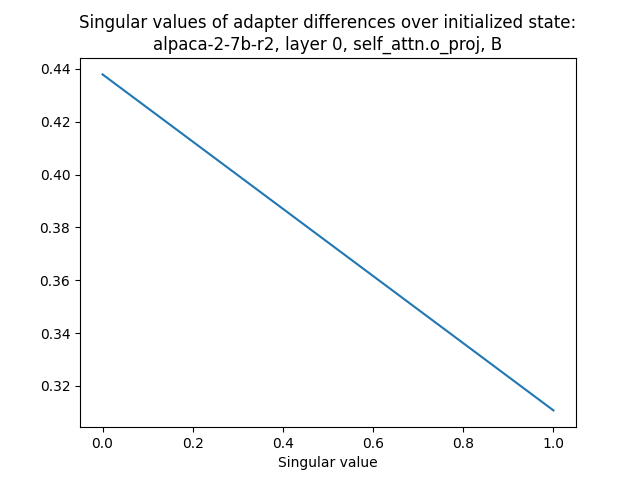 Singular values of adapter differences over initialized state:
alpaca-2-7b-r2, layer 0, self_attn.o_proj, B
0.44
0.42
0.40
0.38
0.36
0.34
0.32
0.0 0.2 0.4 0.6 0.8 1.0
Singular value